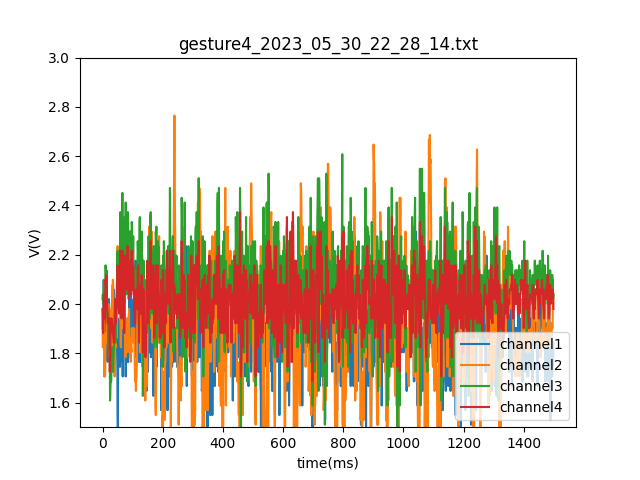 gesture4_2023_05_30_22_28_14.txt
3.0
2.8
2.6
2.4
2.2
2.0
1.8
1.6
V(V)
channel1
channel2
channel3
channel4
0 200 400 600 800 1000 1200 1400
time(ms)